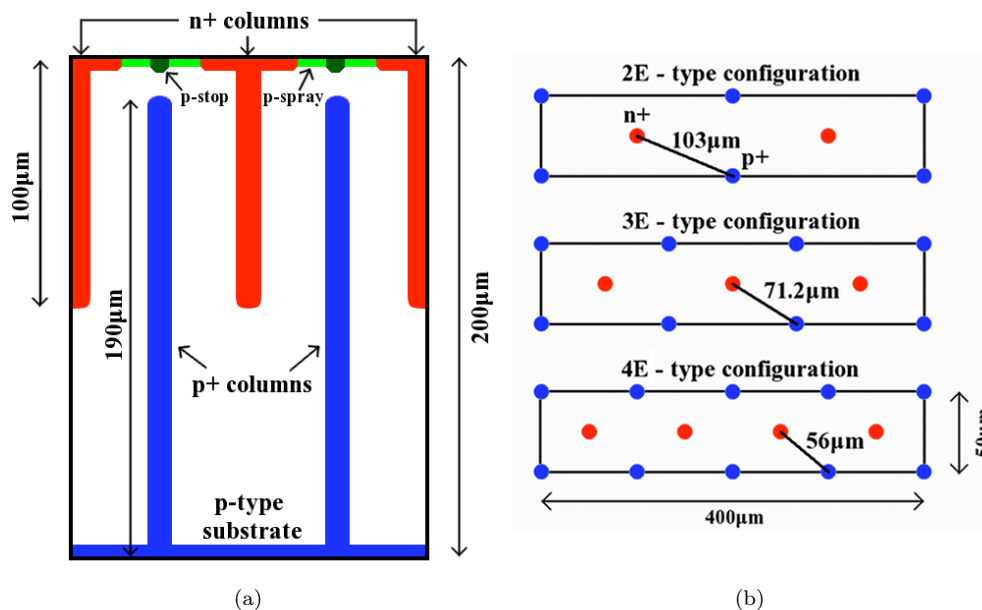 n+ columns
p-stop
p-spray
100μm
190μm
200μm
p+ columns
p-type
substrate
(a)
2E - type configuration
n+
103μm
p+
3E - type configuration
71.2μm
4E - type configuration
56μm
50μm
400μm
(b)